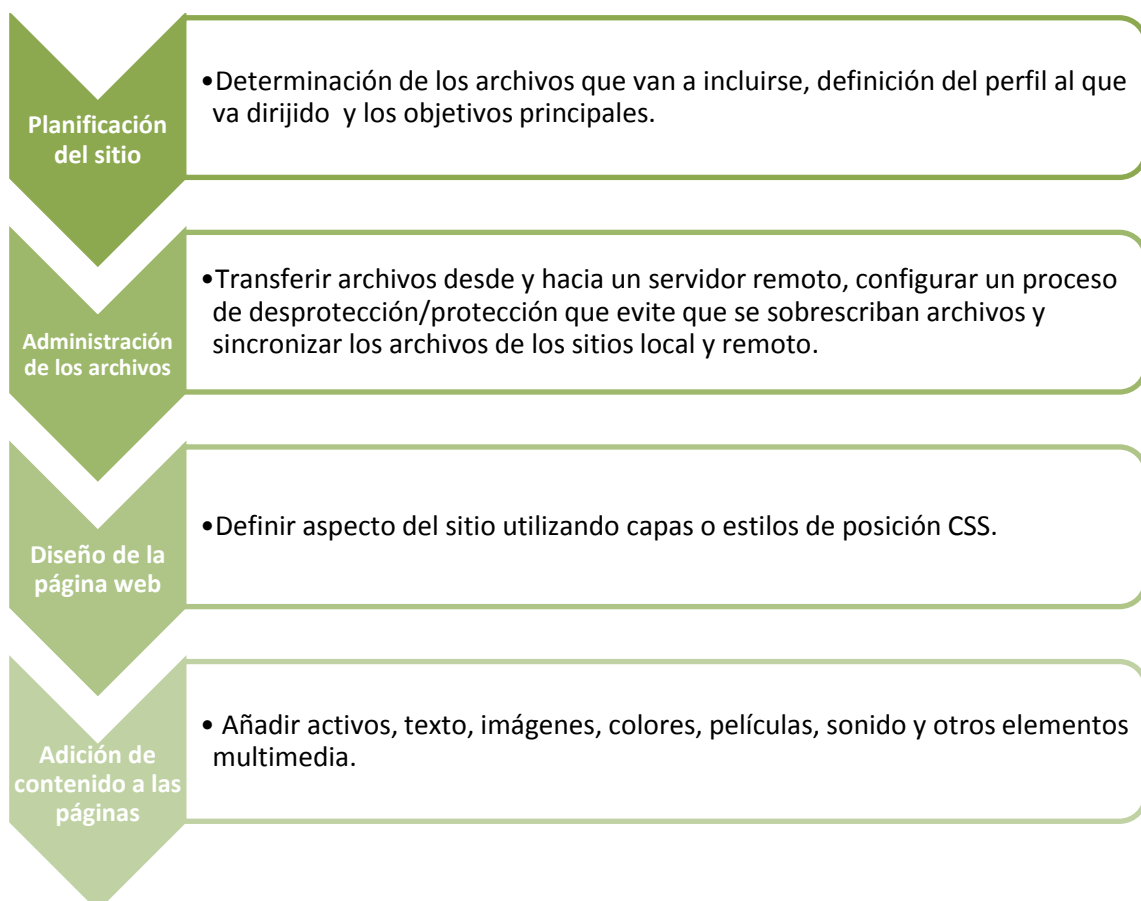 Planificación
del sitio
•Determinación de los archivos que van a incluirse, definición del perfil al que
va dirijido y los objetivos principales.
Administración
de los archivos
•Transferir archivos desde y hacia un servidor remoto, configurar un proceso
de desprotección/protección que evite que se sobrescriban archivos y
sincronizar los archivos de los sitios local y remoto.
Diseño de la
página web
•Definir aspecto del sitio utilizando capas o estilos de posición CSS.
Adición de
contenido a las
páginas
• Añadir activos, texto, imágenes, colores, películas, sonido y otros elementos
multimedia.